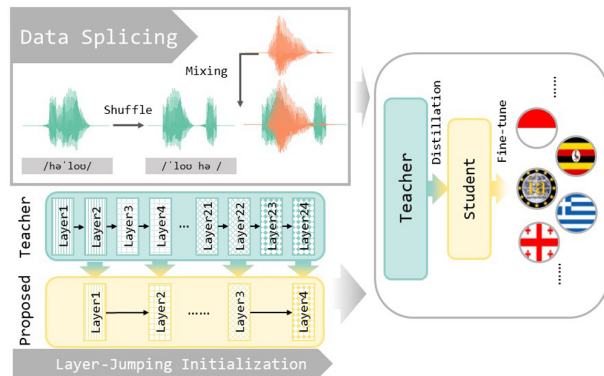 Data Splicing
Mixing
Shuffle
/həˈloʊ/
/ˈloʊ hə /
Teacher
Layer1
Layer2
Layer3
Layer4
...
Layer21
Layer22
Layer23
Layer24
Proposed
Layer1
Layer2
......
Layer3
Layer4
Layer-Jumping Initialization
Teacher
Distillation
Student
Fine-tune
......
ia
......